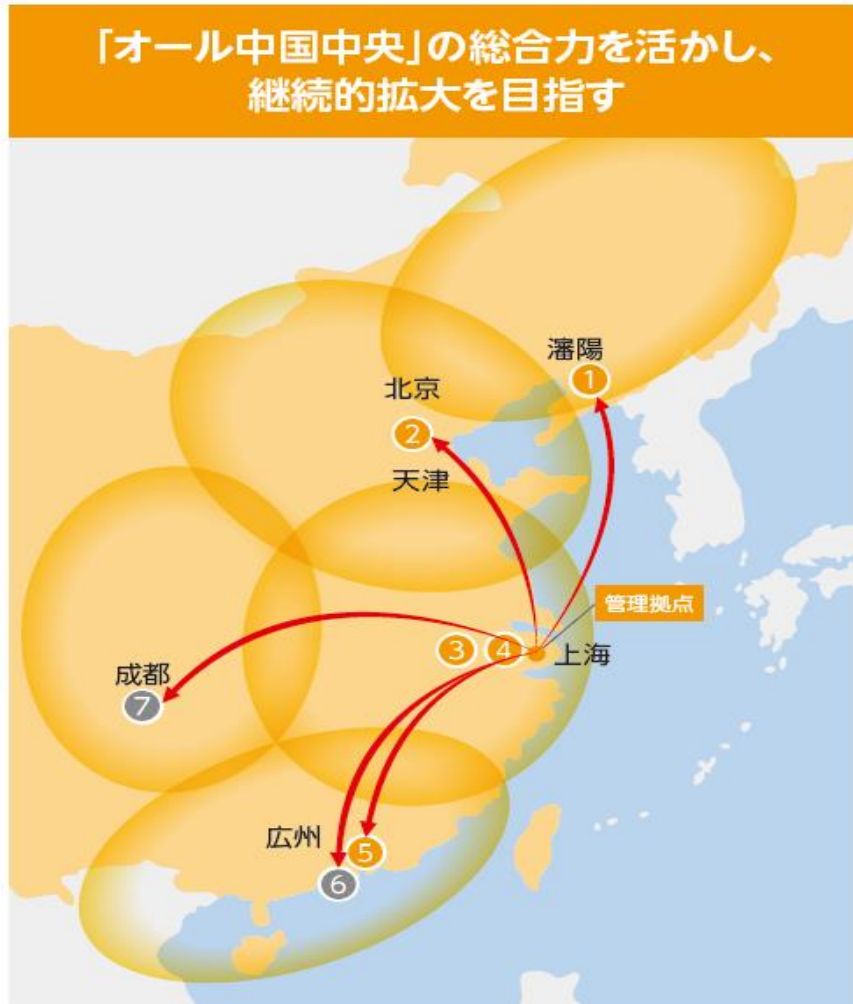 「オール中国中央」の総合力を活かし、
継続的拡大を目指す
瀋陽
1
北京
2
天津
管理拠点
3
4
上海
成都
7
広州
5
6